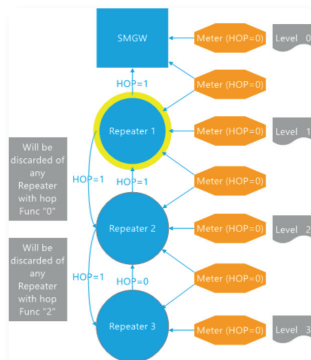 SMGW
Meter (HOP=0)
Level 0
HOP=1
Meter (HOP=0)
Repeater 1
Meter (HOP=0)
Level 1
Will be
discarded of
any
Repeater
with hop
Func "0"
HOP=1
HOP=1
Meter (HOP=0)
Repeater 2
Meter (HOP=0)
Level 2
Will be
discarded of
any
Repeater
with hop
Func "2"
HOP=1
HOP=0
Meter (HOP=0)
Repeater 3
Meter (HOP=0)
Level 3